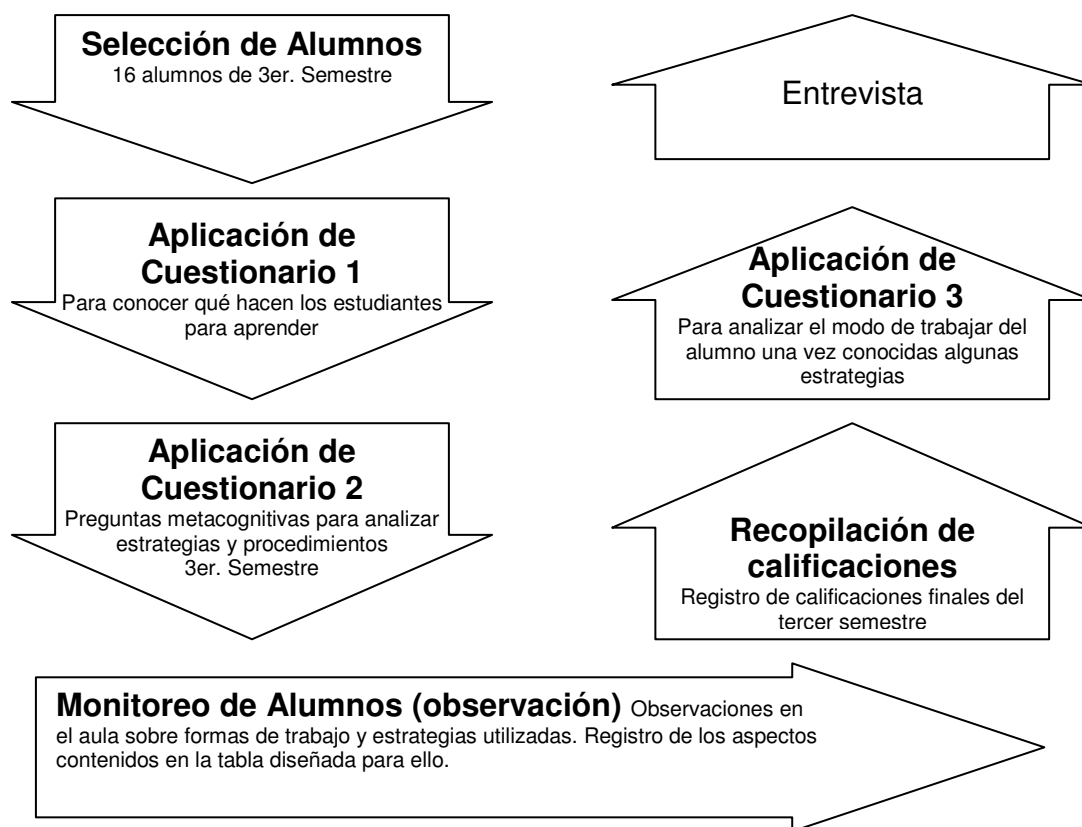 Selección de Alumnos
16 alumnos de 3er. Semestre
Aplicación de
Cuestionario 1
Para conocer qué hacen los estudiantes
para aprender
Aplicación de
Cuestionario 2
Preguntas metacognitivas para analizar
estrategias y procedimientos
3er. Semestre
Monitoreo de Alumnos (observación) Observaciones en
el aula sobre formas de trabajo y estrategias utilizadas. Registro de los aspectos
contenidos en la tabla diseñada para ello.
Recopilación de
calificaciones
Registro de calificaciones finales del
tercer semestre
Aplicación de
Cuestionario 3
Para analizar el modo de trabajar del
alumno una vez conocidas algunas
estrategias
Entrevista